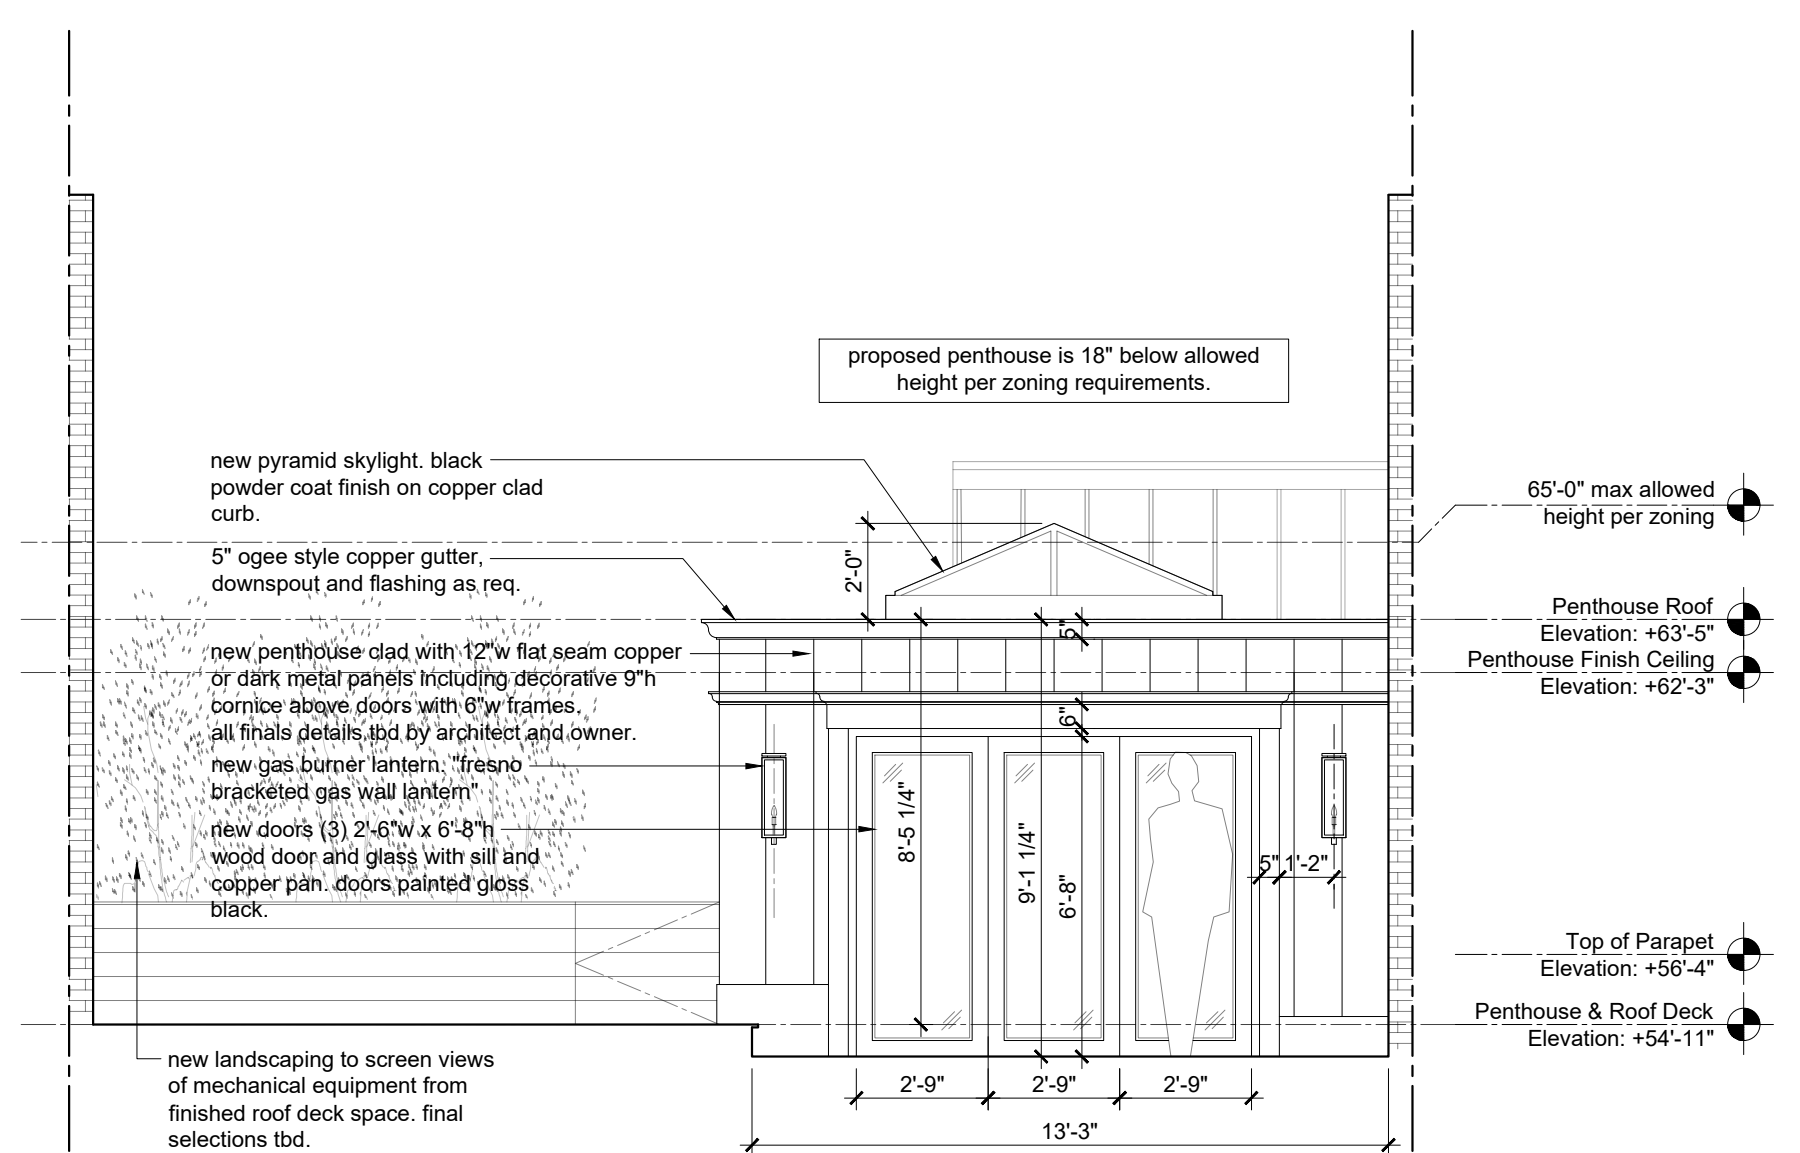 proposed penthouse is 18" below allowed
height per zoning requirements.
new pyramid skylight. black
powder coat finish on copper clad
curb.
5" ogee style copper gutter,
downspout and flashing as req.
new penthouse clad with 12"w flat seam copper
or dark metal panels including decorative 9"h
cornice above doors with 6"w frames.
all finals details tbd by architect and owner.
new gas burner lantern. "fresno
bracketed gas wall lantern"
new doors (3) 2'-6"w x 6'-8"h
wood door and glass with sill and
copper pan. doors painted gloss
black.
new landscaping to screen views
of mechanical equipment from
finished roof deck space. final
selections tbd.
2'-0"
5"
6"
8'-5 1/4"
9'-1 1/4"
6'-8"
5" 1'-2"
2'-9" 2'-9" 2'-9"
13'-3"
65'-0" max allowed
height per zoning
Penthouse Roof
Elevation: +63'-5"
Penthouse Finish Ceiling
Elevation: +62'-3"
Top of Parapet
Elevation: +56'-4"
Penthouse & Roof Deck
Elevation: +54'-11"